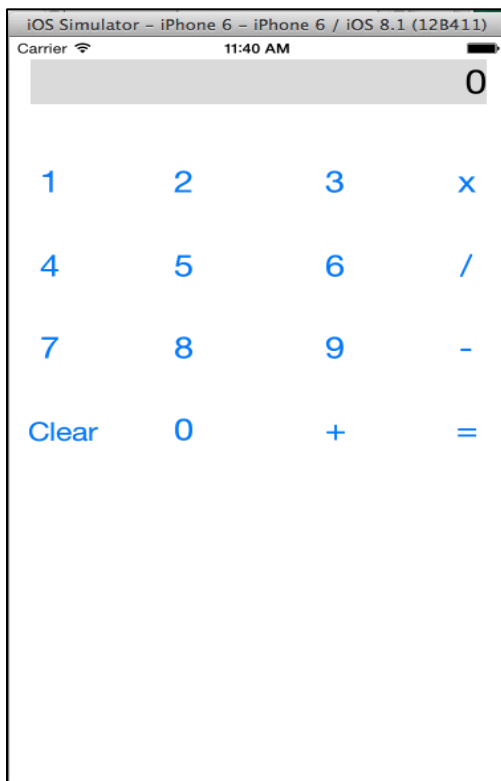 iOS Simulator – iPhone 6 – iPhone 6 / iOS 8.1 (12B411)
Carrier 11:40 AM
0
1 2 3 x
4 5 6 /
7 8 9 -
Clear 0 + =